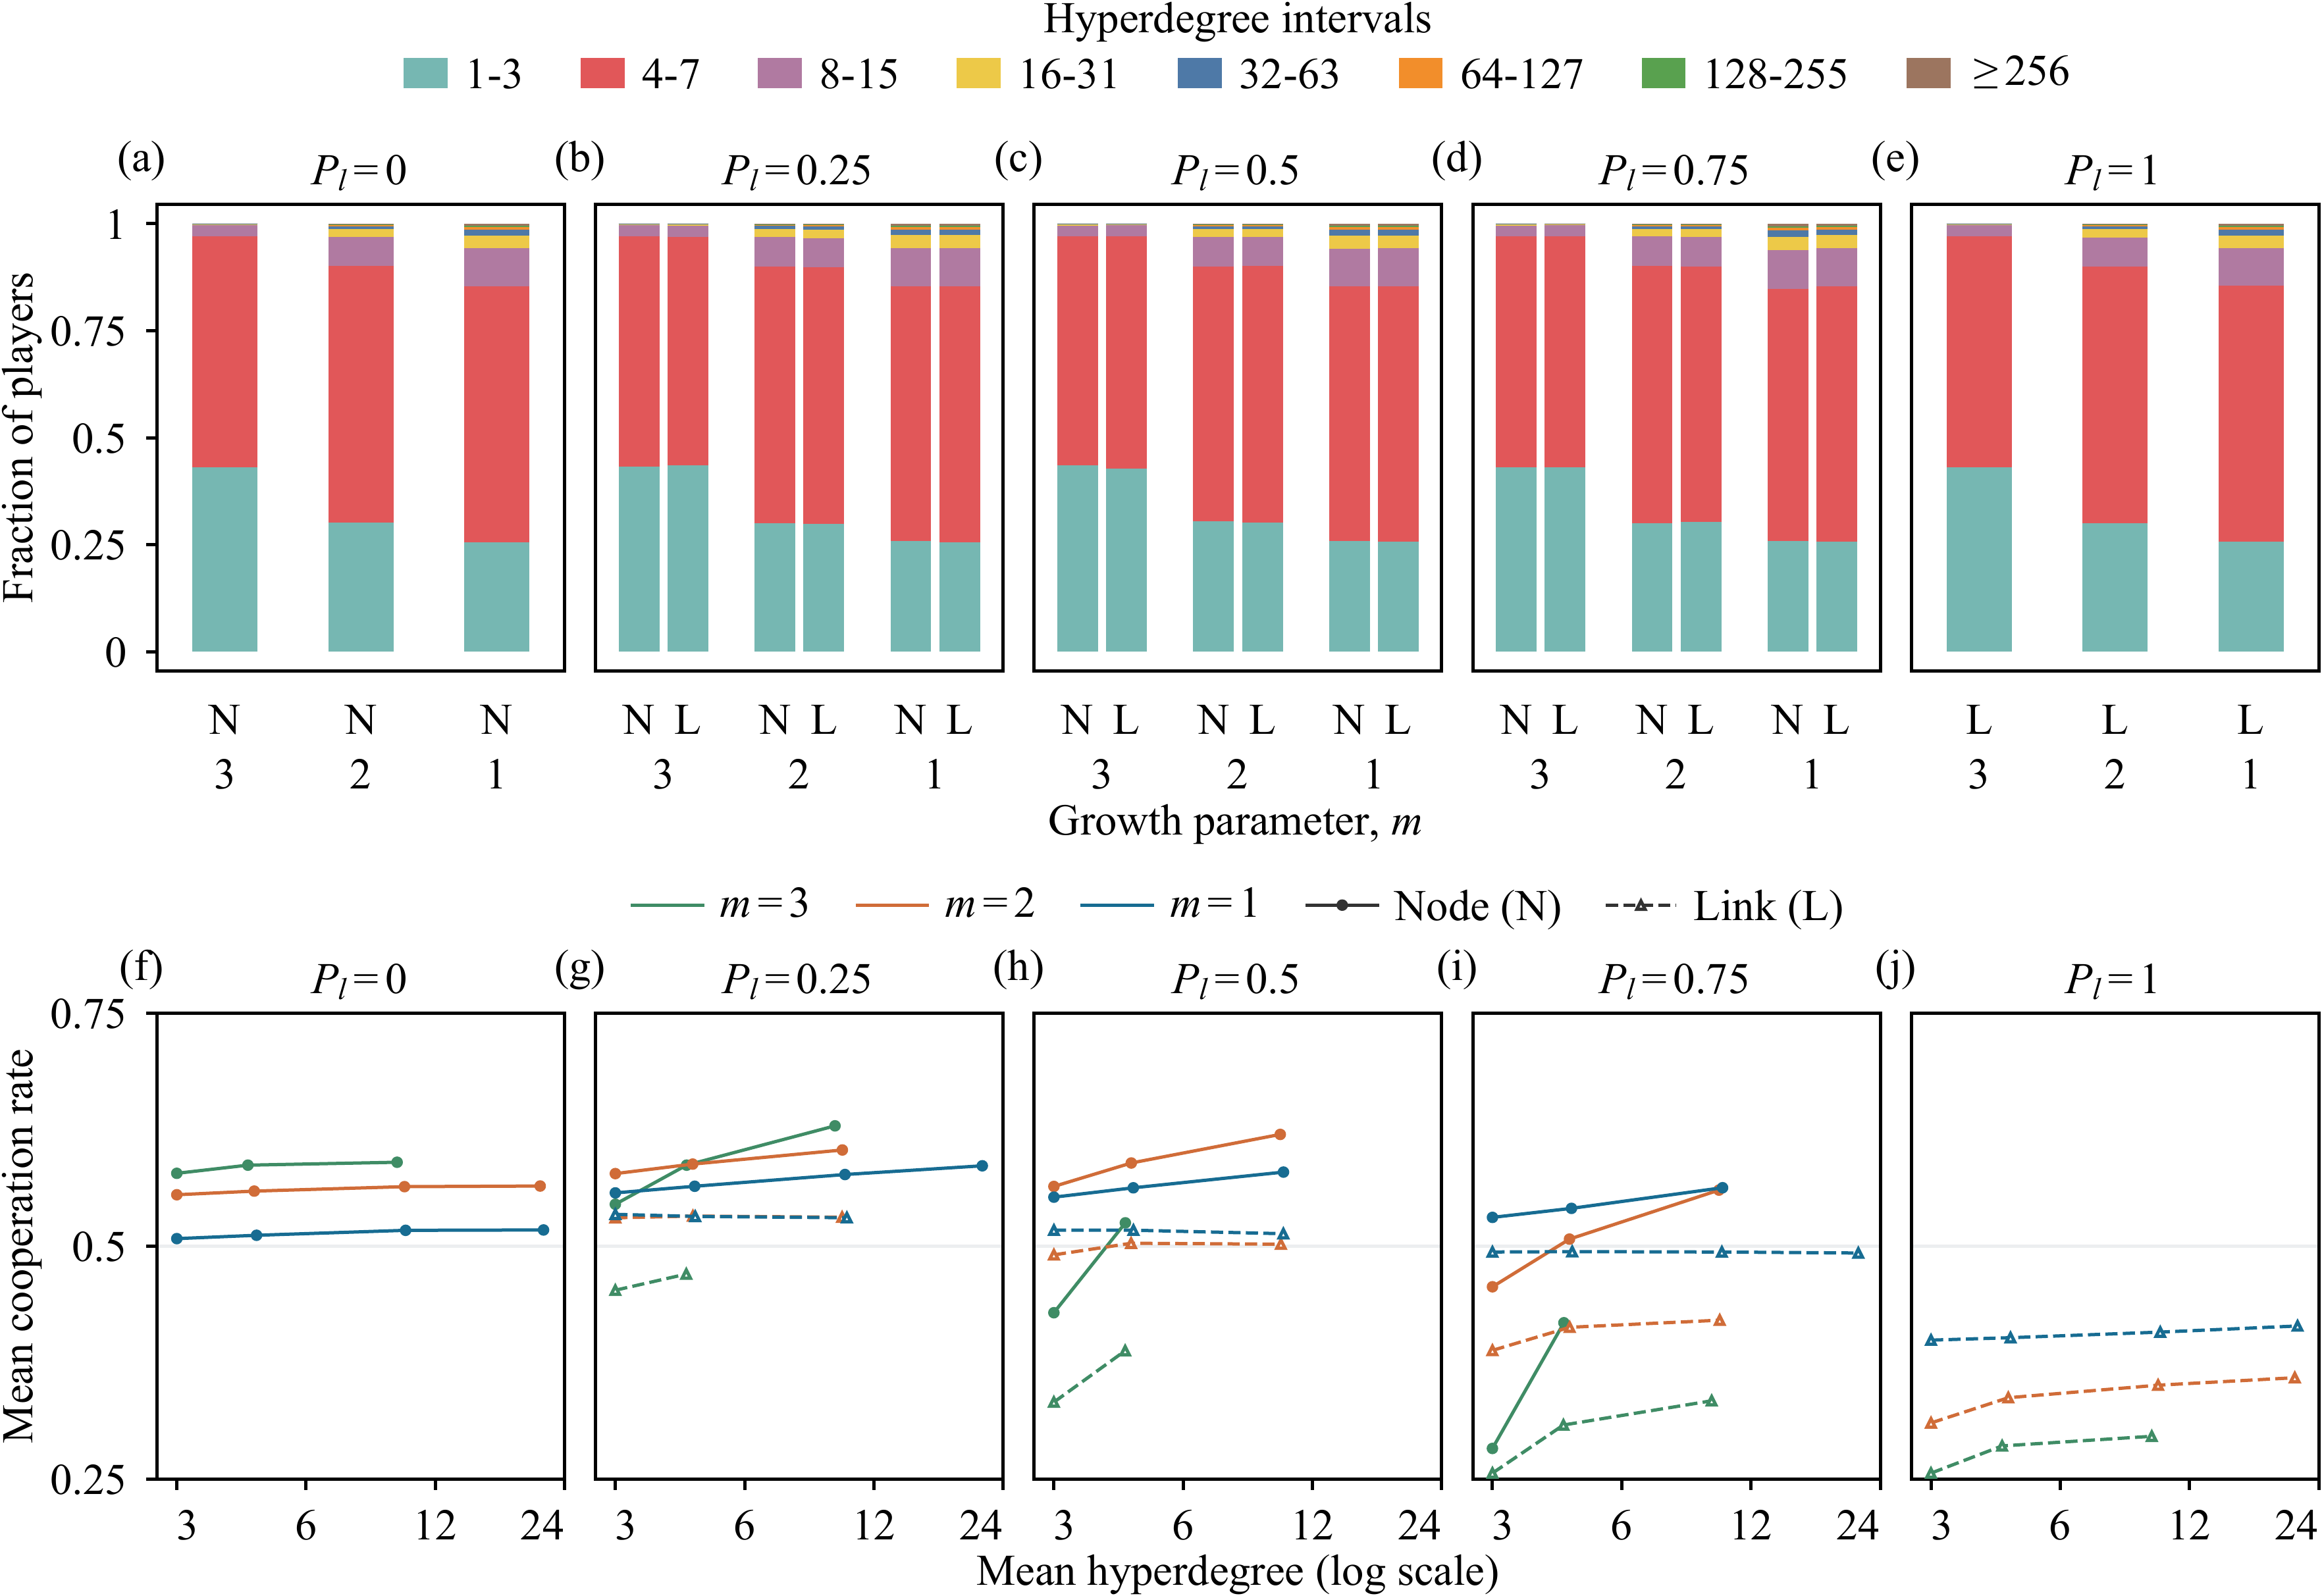 Hyperdegree intervals
1-3 4-7 8-15 16-31 32-63 64-127 128-255 ≥256
(a) (b) (c) (d) (e)
P_l=0 P_l=0.25 P_l=0.5 P_l=0.75 P_l=1
Fraction of players
1
0.75
0.5
0.25
0
N N N N L N L N L N L N L N L N L N L N L L L L
3 2 1 3 2 1 3 2 1 3 2 1 3 2 1
Growth parameter, m
m=3 m=2 m=1 Node (N) Link (L)
(f) (g) (h) (i) (j)
P_l=0 P_l=0.25 P_l=0.5 P_l=0.75 P_l=1
Mean cooperation rate
0.75
0.5
0.25
3 6 12 24 3 6 12 24 3 6 12 24 3 6 12 24 3 6 12 24
Mean hyperdegree (log scale)